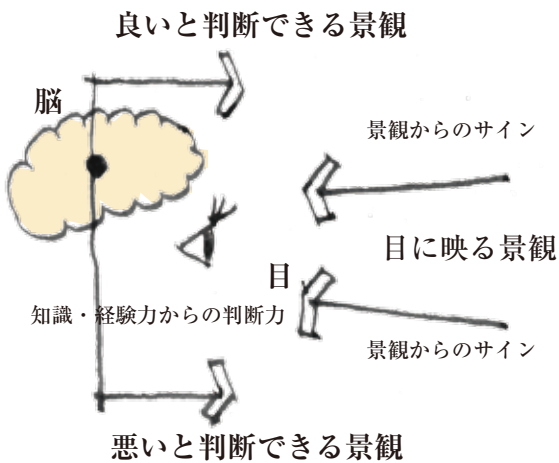 良いと判断できる景観
脳
景観からのサイン
目に映る景観
目
知識・経験力からの判断力
景観からのサイン
悪いと判断できる景観